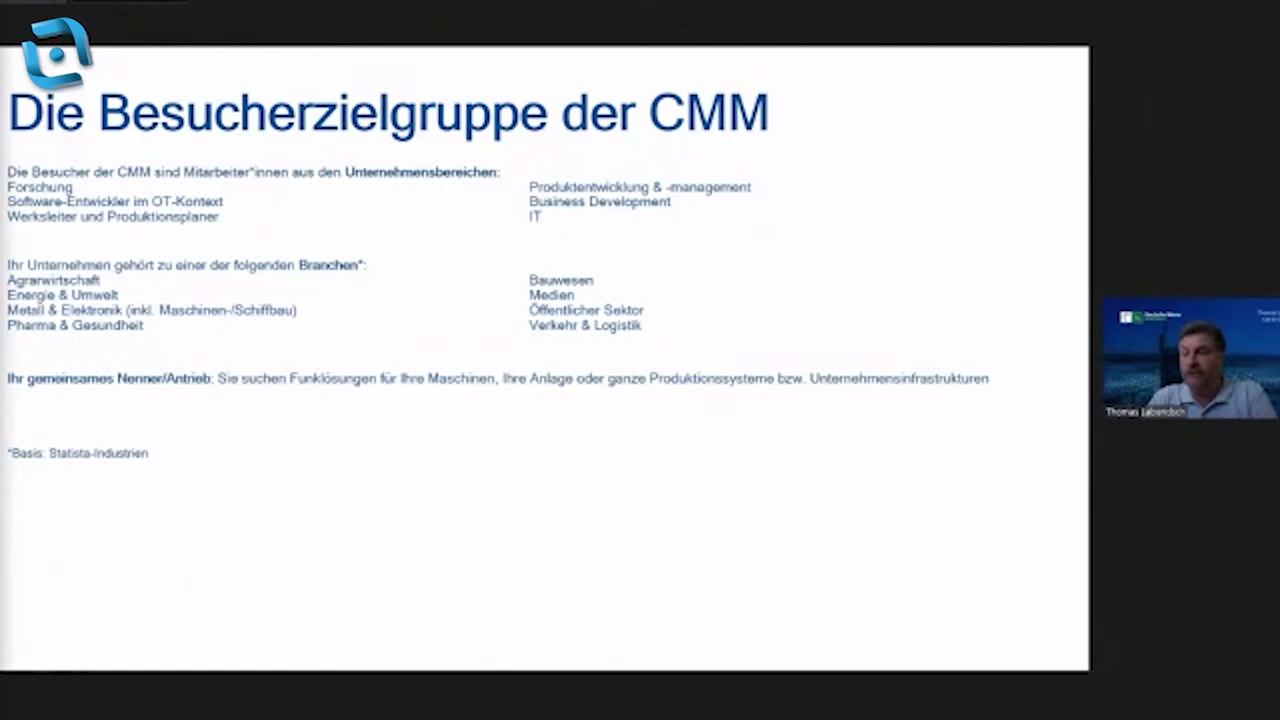 Die Besucherzielgruppe der CMM
Die Besucher der CMM sind Mitarbeiter*innen aus den Unternehmensbereichen:
Forschung
Software-Entwickler im OT-Kontext
Werksleiter und Produktionsplaner
Produktentwicklung & -management
Business Development
IT
Ihr Unternehmen gehört zu einer der folgenden Branchen*:
Agrarwirtschaft
Energie & Umwelt
Metall & Elektronik (inkl. Maschinen-/Schiffbau)
Pharma & Gesundheit
Bauwesen
Medien
Öffentlicher Sektor
Verkehr & Logistik
Ihr gemeinsames Nenner/Antrieb: Sie suchen Funklösungen für Ihre Maschinen, Ihre Anlage oder ganze Produktionssysteme bzw. Unternehmensinfrastrukturen
*Basis: Statista-Industrien
Deutsche Messe
Thomas Labendsch